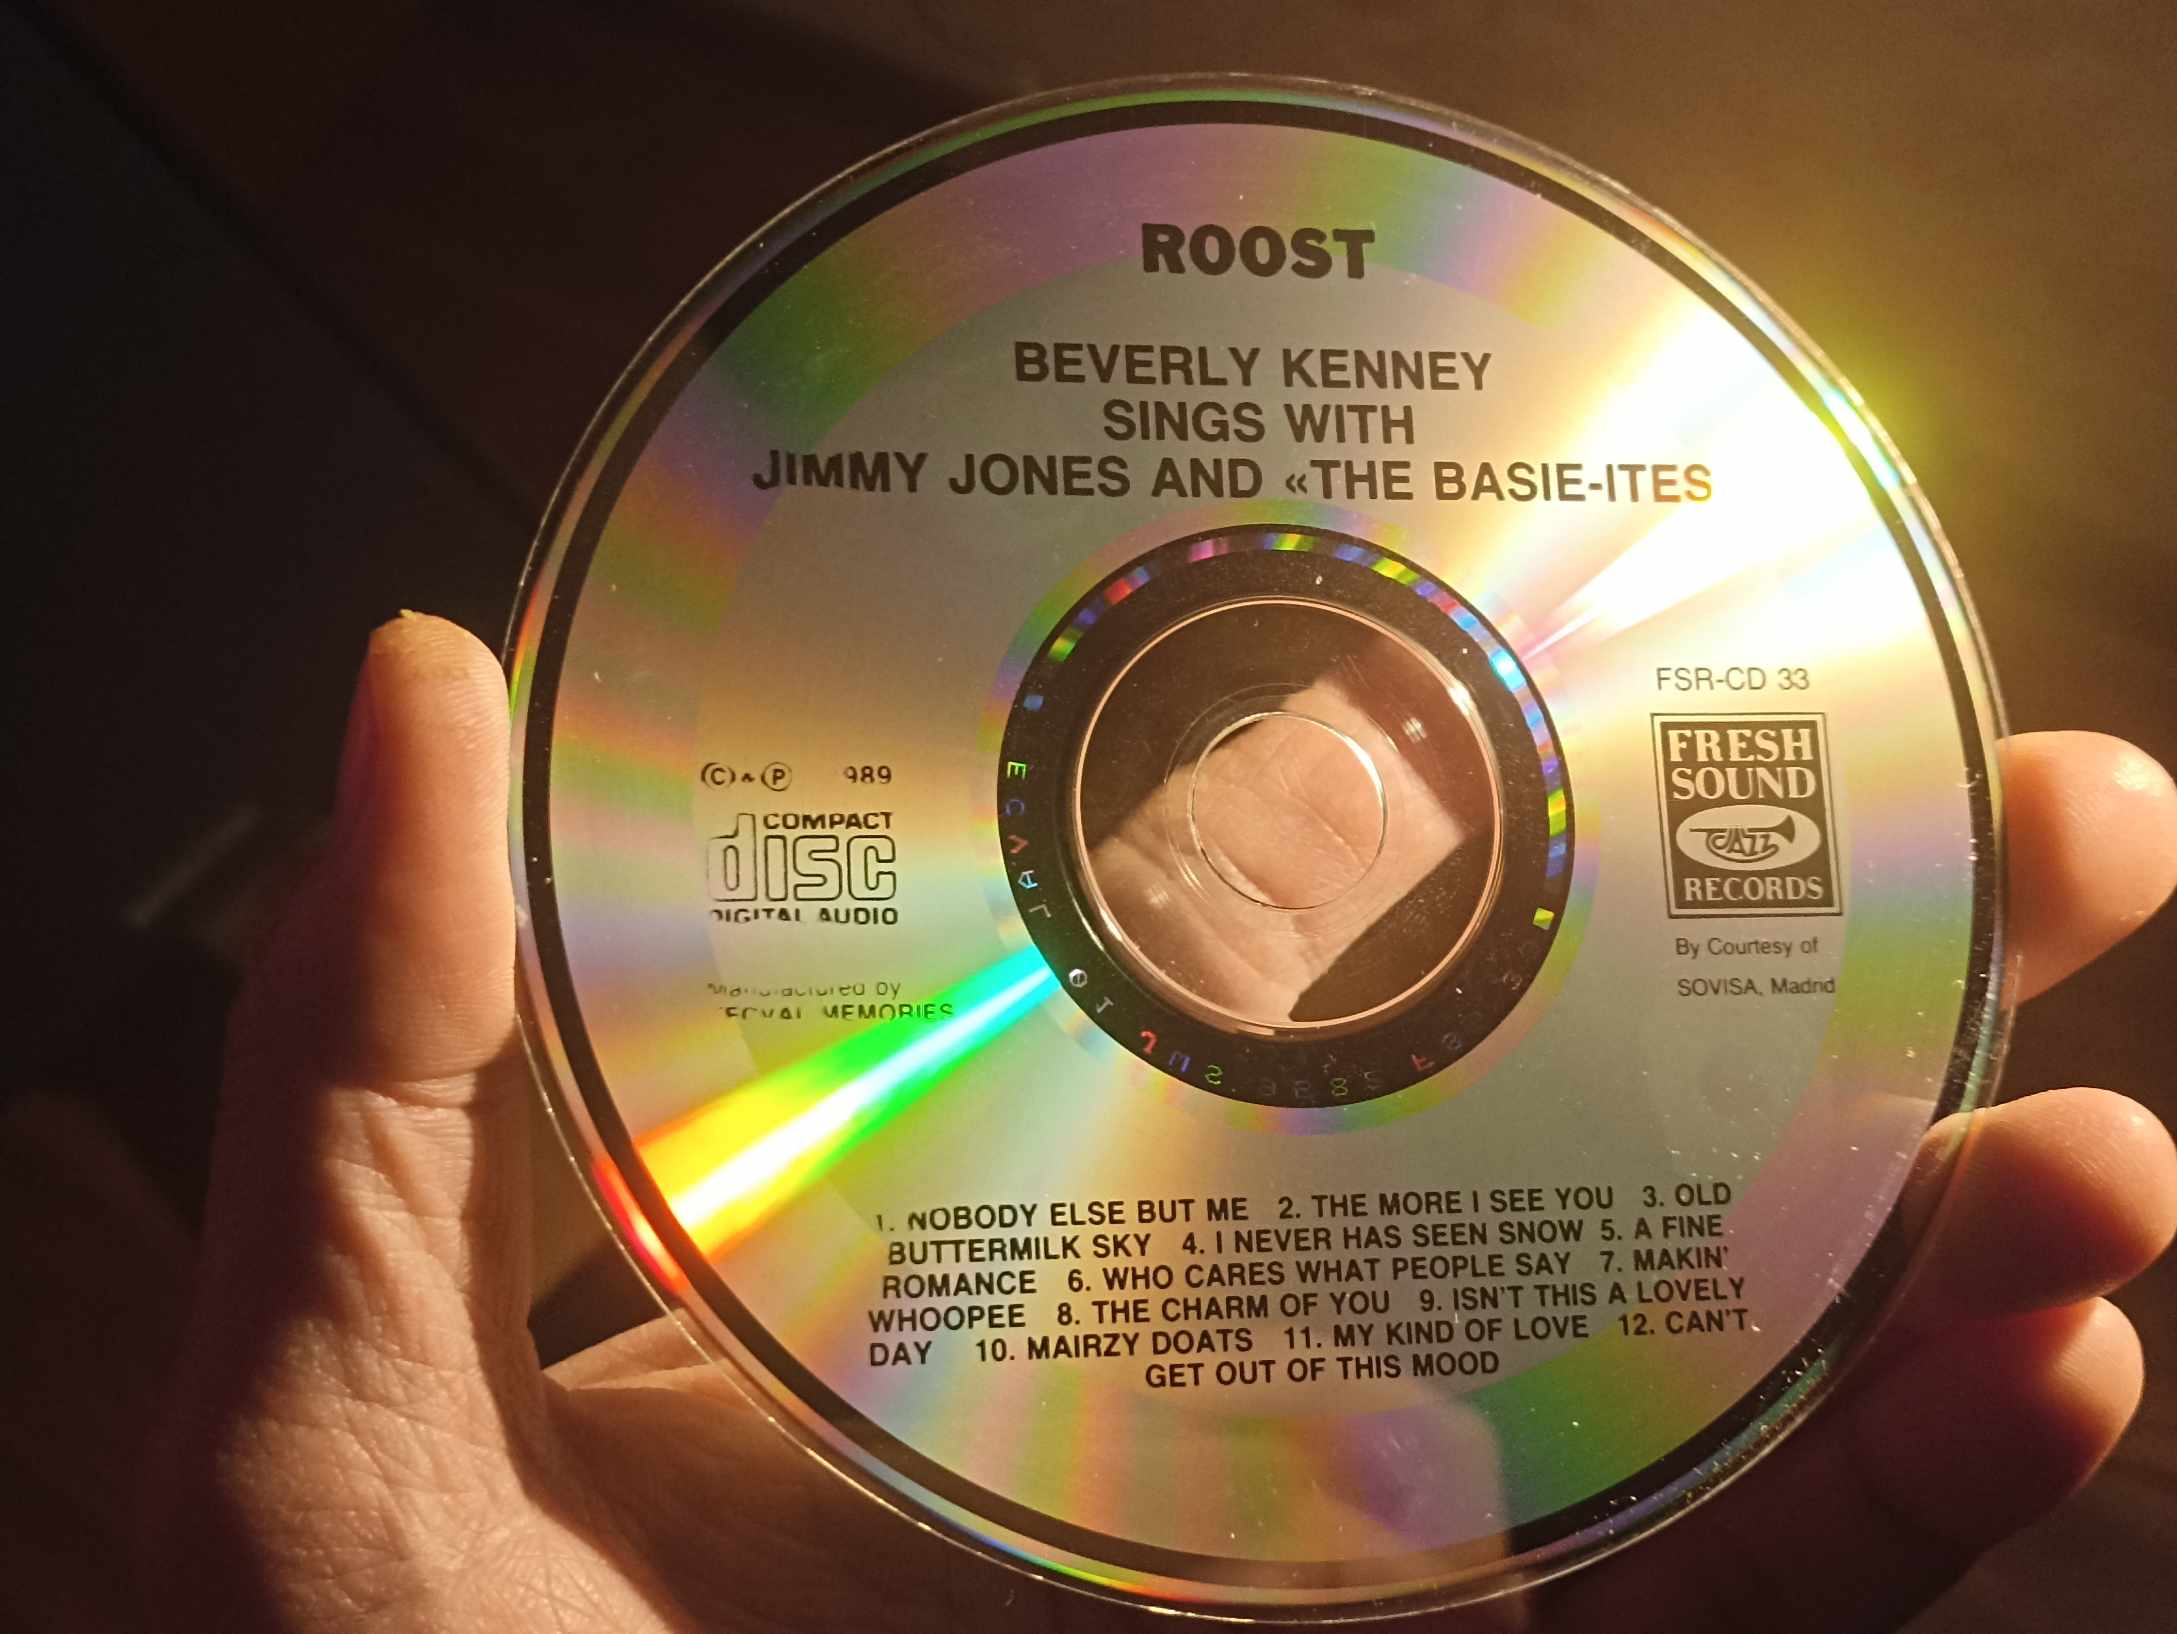 ROOST
BEVERLY KENNEY
SINGS WITH
JIMMY JONES AND «THE BASIE-ITES
FSR-CD 33
FRESH
SOUND
JAZZ
RECORDS
By Courtesy of
SOVISA, Madrid
C & P 989
COMPACT
disc
DIGITAL AUDIO
Manufactured by
MEMORIES
1. NOBODY ELSE BUT ME 2. THE MORE I SEE YOU 3. OLD
BUTTERMILK SKY 4. I NEVER HAS SEEN SNOW 5. A FINE
ROMANCE 6. WHO CARES WHAT PEOPLE SAY 7. MAKIN'
WHOOPEE 8. THE CHARM OF YOU 9. ISN'T THIS A LOVELY
DAY 10. MAIRZY DOATS 11. MY KIND OF LOVE 12. CAN'T
GET OUT OF THIS MOOD